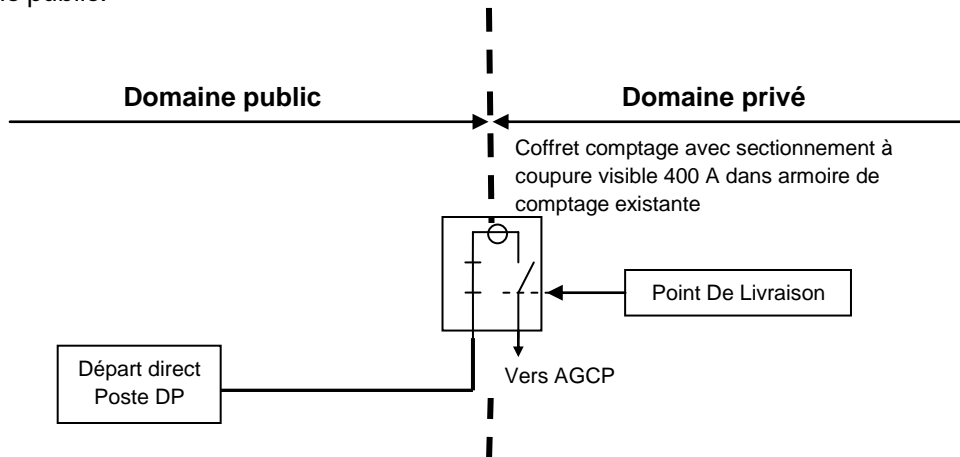 public.
Domaine public
Domaine privé
Coffret comptage avec sectionnement à
coupure visible 400 A dans armoire de
comptage existante
Point De Livraison
Départ direct
Poste DP
Vers AGCP